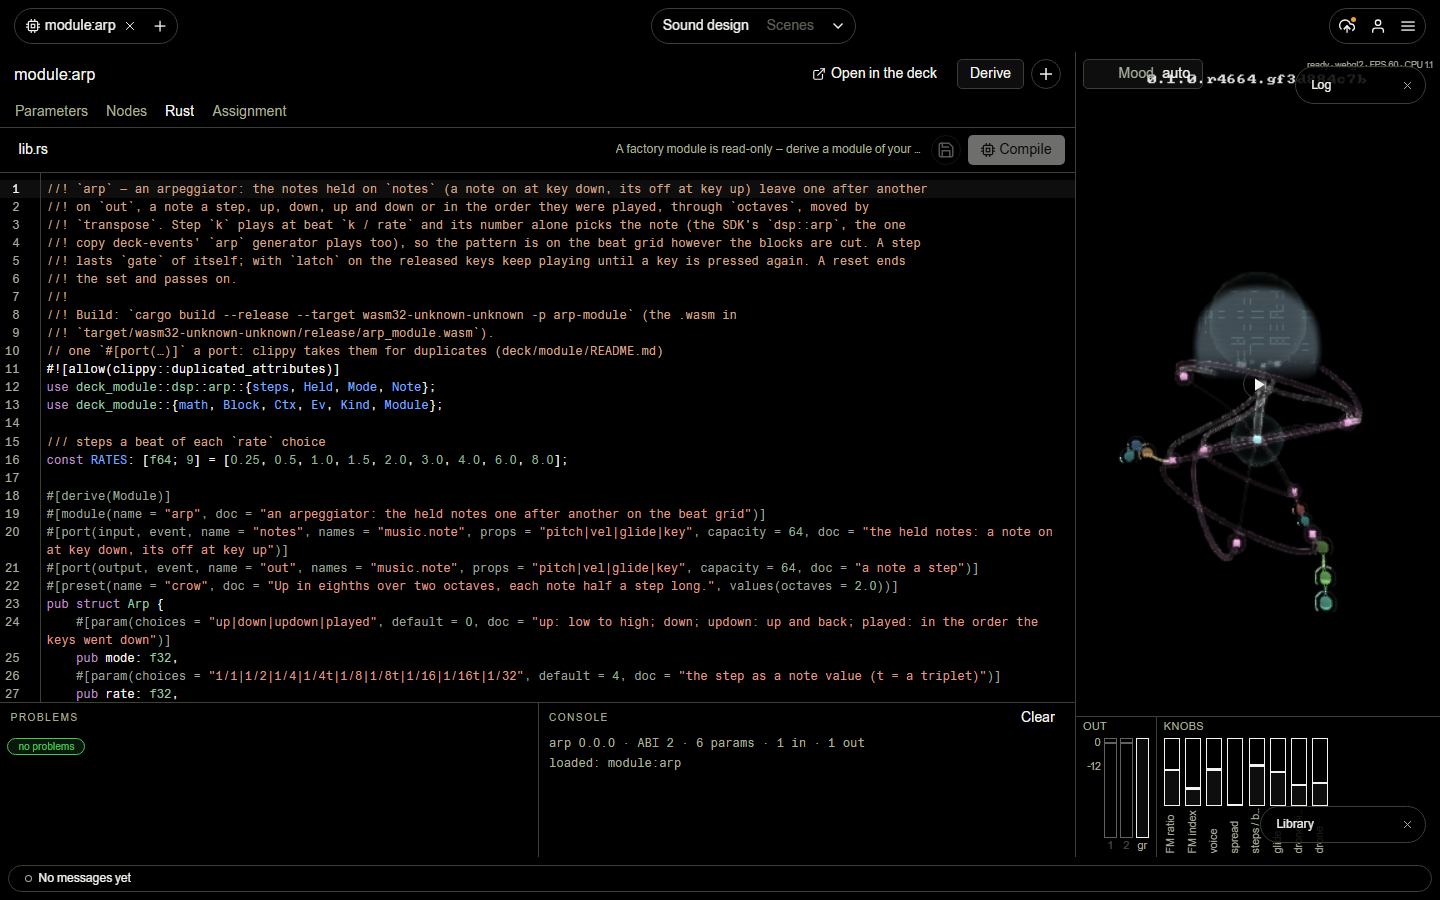 module:arp
Sound design Scenes
module:arp
Open in the deck Derive
Parameters Nodes Rust Assignment
lib.rs
A factory module is read-only – derive a module of your …
Compile
1 //! `arp` — an arpeggiator: the notes held on `notes` (a note on at key down, its off at key up) leave one after another
2 //! on `out`, a note a step, up, down, up and down or in the order they were played, through `octaves`, moved by
3 //! `transpose`. Step `k` plays at beat `k / rate` and its number alone picks the note (the SDK's `dsp::arp`, the one
4 //! copy deck-events' `arp` generator plays too), so the pattern is on the beat grid however the blocks are cut. A step
5 //! lasts `gate` of itself; with `latch` on the released keys keep playing until a key is pressed again. A reset ends
6 //! the set and passes on.
7 //!
8 //! Build: `cargo build --release --target wasm32-unknown-unknown -p arp-module` (the .wasm in
9 //! `target/wasm32-unknown-unknown/release/arp_module.wasm`).
10 // one `#[port(…)]` a port: clippy takes them for duplicates (deck/module/README.md)
11 #![allow(clippy::duplicated_attributes)]
12 use deck_module::dsp::arp::{steps, Held, Mode, Note};
13 use deck_module::{math, Block, Ctx, Ev, Kind, Module};
14
15 /// steps a beat of each `rate` choice
16 const RATES: [f64; 9] = [0.25, 0.5, 1.0, 1.5, 2.0, 3.0, 4.0, 6.0, 8.0];
17
18 #[derive(Module)]
19 #[module(name = "arp", doc = "an arpeggiator: the held notes one after another on the beat grid")]
20 #[port(input, event, name = "notes", names = "music.note", props = "pitch|vel|glide|key", capacity = 64, doc = "the held notes: a note on
at key down, its off at key up")]
21 #[port(output, event, name = "out", names = "music.note", props = "pitch|vel|glide|key", capacity = 64, doc = "a note a step")]
22 #[preset(name = "crow", doc = "Up in eighths over two octaves, each note half a step long.", values(octaves = 2.0))]
23 pub struct Arp {
24 #[param(choices = "up|down|updown|played", default = 0, doc = "up: low to high; down; updown: up and back; played: in the order the
keys went down")]
25 pub mode: f32,
26 #[param(choices = "1/1|1/2|1/4|1/4t|1/8|1/8t|1/16|1/16t|1/32", default = 4, doc = "the step as a note value (t = a triplet)")]
27 pub rate: f32,
PROBLEMS
no problems
CONSOLE
Clear
arp 0.0.0 · ABI 2 · 6 params · 1 in · 1 out
loaded: module:arp
ready · webgl2 · FPS 60 · CPU 11
Mood auto
0.1.0.r4664.gf3
Log
OUT
0
-12
1 2 gr
KNOBS
FM ratio
FM index
voice
spread
steps / b…
Library
No messages yet